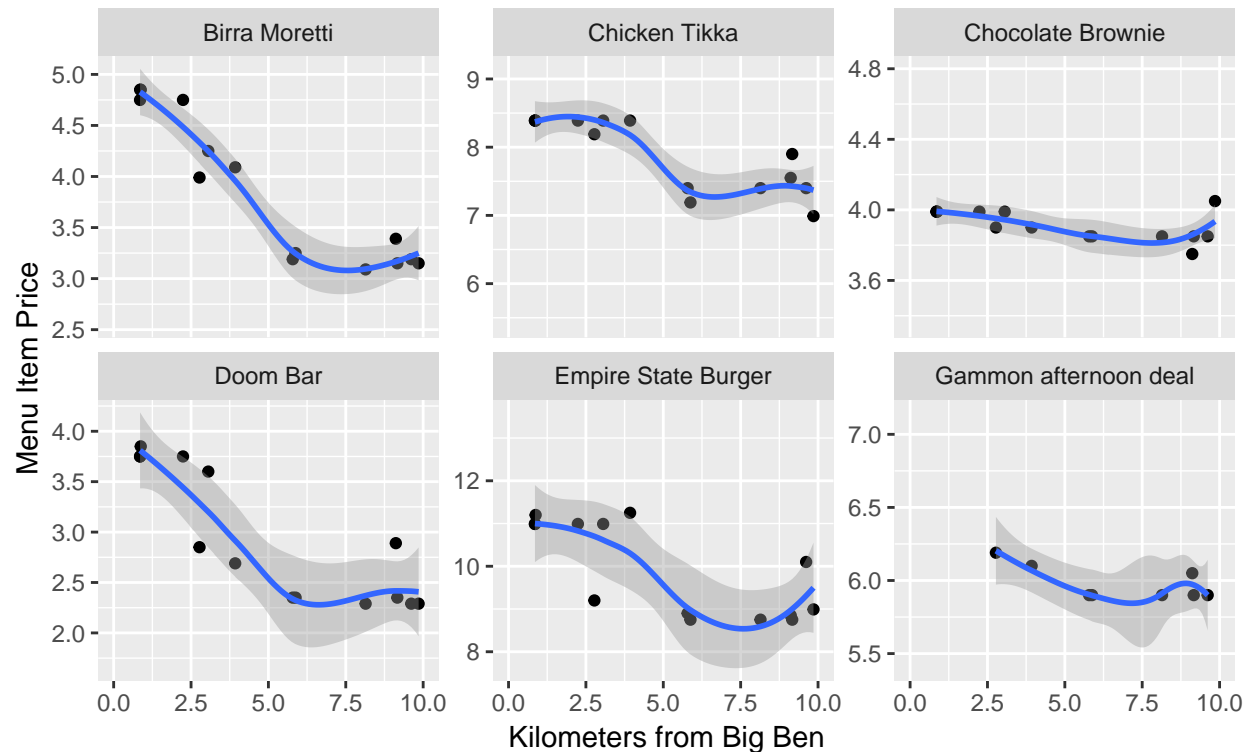 Birra Moretti
Chicken Tikka
Chocolate Brownie
5.0
4.5
4.0
3.5
3.0
2.5
9
8
7
6
4.8
4.4
4.0
3.6
Doom Bar
Empire State Burger
Gammon afternoon deal
4.0
3.5
3.0
2.5
2.0
12
10
8
7.0
6.5
6.0
5.5
0.0 2.5 5.0 7.5 10.0
0.0 2.5 5.0 7.5 10.0
0.0 2.5 5.0 7.5 10.0
Menu Item Price
Kilometers from Big Ben